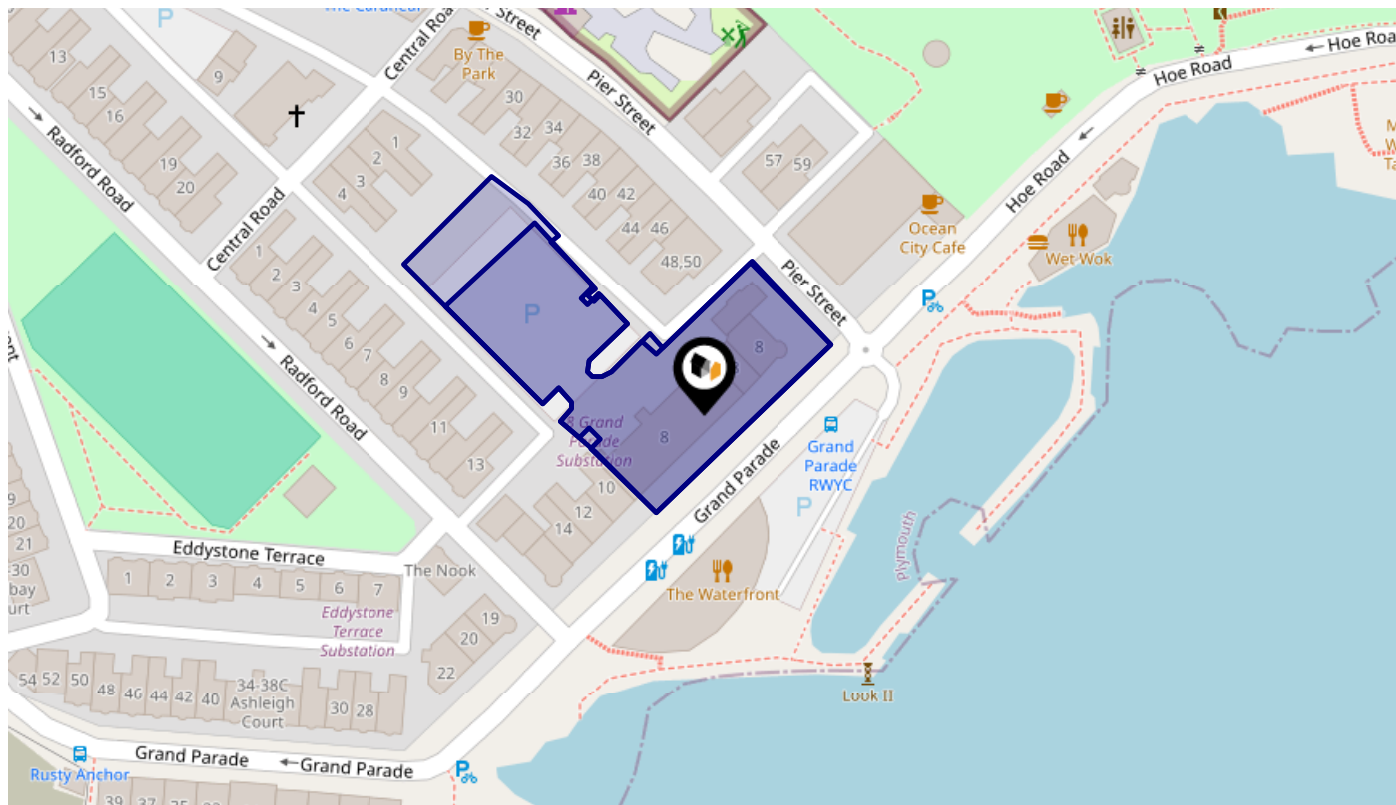 P
Central Road
Street
By The
Park
Pier Street
Hoe Road
Hoe Road
13
15
16
9
30
32
34
36
38
40
42
44
46
48,50
57
59
1
2
3
4
19
20
Radford Road
Central Road
Hoe Road
Ocean
City Cafe
Wet Wok
Pier Street
P
1
2
3
4
5
6
7
8
9
11
13
P
8
8
8 Grand
Parade
Substation
Radford Road
10
12
14
Grand Parade
Grand
Parade
RWYC
P
Plymouth
20
21
Eddystone Terrace
The Nook
The Waterfront
1
2
3
4
5
6
7
Eddystone
Terrace
Substation
19
20
22
Look II
54
52
50
48
46
44
42
40
34-38C
Ashleigh
Court
30
28
Grand Parade
Grand Parade
P
Rusty Anchor
39
37